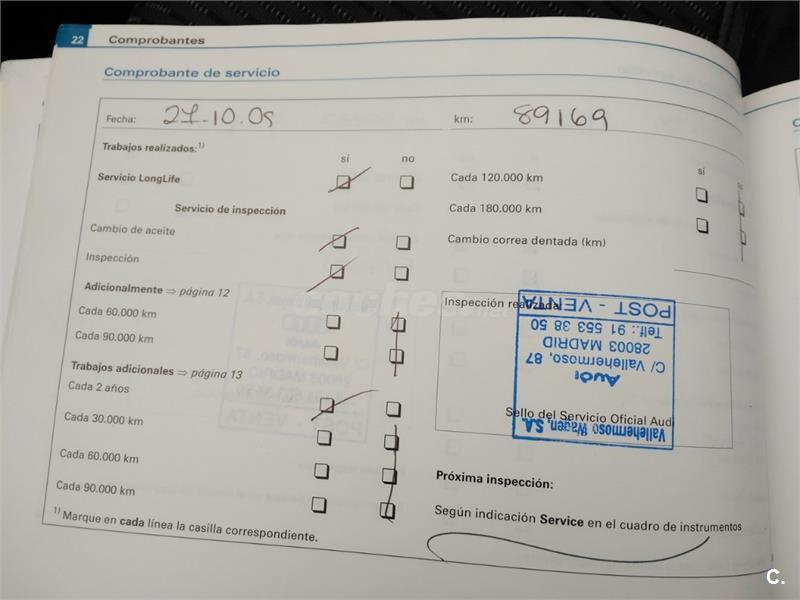 22 Comprobantes
Comprobante de servicio
Fecha: 27-10.09
km: 89169
Trabajos realizados:1)
sí no
Servicio LongLife
Servicio de inspección
Cambio de aceite
Inspección
Adicionalmente ⇒ página 12
Cada 60.000 km
Cada 90.000 km
Trabajos adicionales ⇒ página 13
Cada 2 años
Cada 30.000 km
Cada 60.000 km
Cada 90.000 km
1) Marque en cada línea la casilla correspondiente.
sí
Cada 120.000 km
Cada 180.000 km
Cambio correa dentada (km)
Inspección realizada:
Vallehermoso Wagen, S.A.
Audi
C/ Vallehermoso, 87
28003 MADRID
Telf.: 91 553 38 50
POST - VENTA
Sello del Servicio Oficial Audi
Próxima inspección:
Según indicación Service en el cuadro de instrumentos
C.